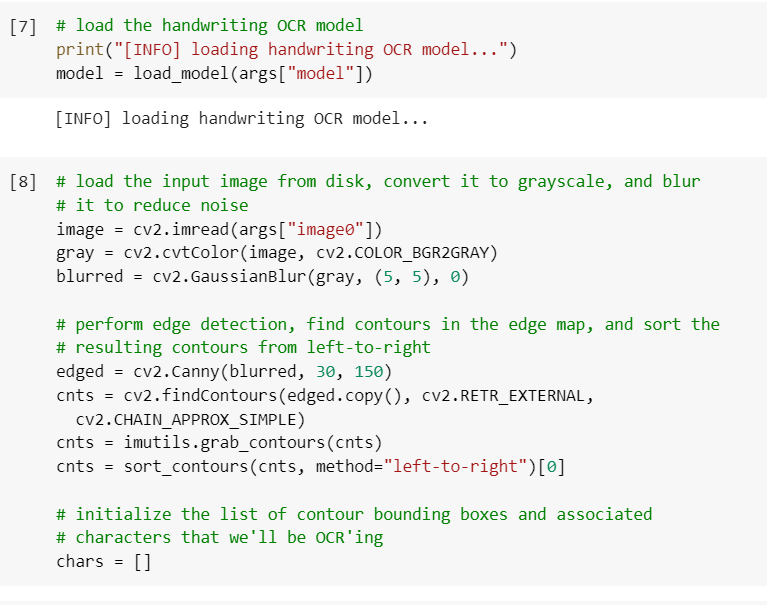 [7] # load the handwriting OCR model
print("[INFO] loading handwriting OCR model...")
model = load_model(args["model"])
[INFO] loading handwriting OCR model...
[8] # load the input image from disk, convert it to grayscale, and blur
# it to reduce noise
image = cv2.imread(args["image0"])
gray = cv2.cvtColor(image, cv2.COLOR_BGR2GRAY)
blurred = cv2.GaussianBlur(gray, (5, 5), 0)
# perform edge detection, find contours in the edge map, and sort the
# resulting contours from left-to-right
edged = cv2.Canny(blurred, 30, 150)
cnts = cv2.findContours(edged.copy(), cv2.RETR_EXTERNAL,
cv2.CHAIN_APPROX_SIMPLE)
cnts = imutils.grab_contours(cnts)
cnts = sort_contours(cnts, method="left-to-right")[0]
# initialize the list of contour bounding boxes and associated
# characters that we'll be OCR'ing
chars = []